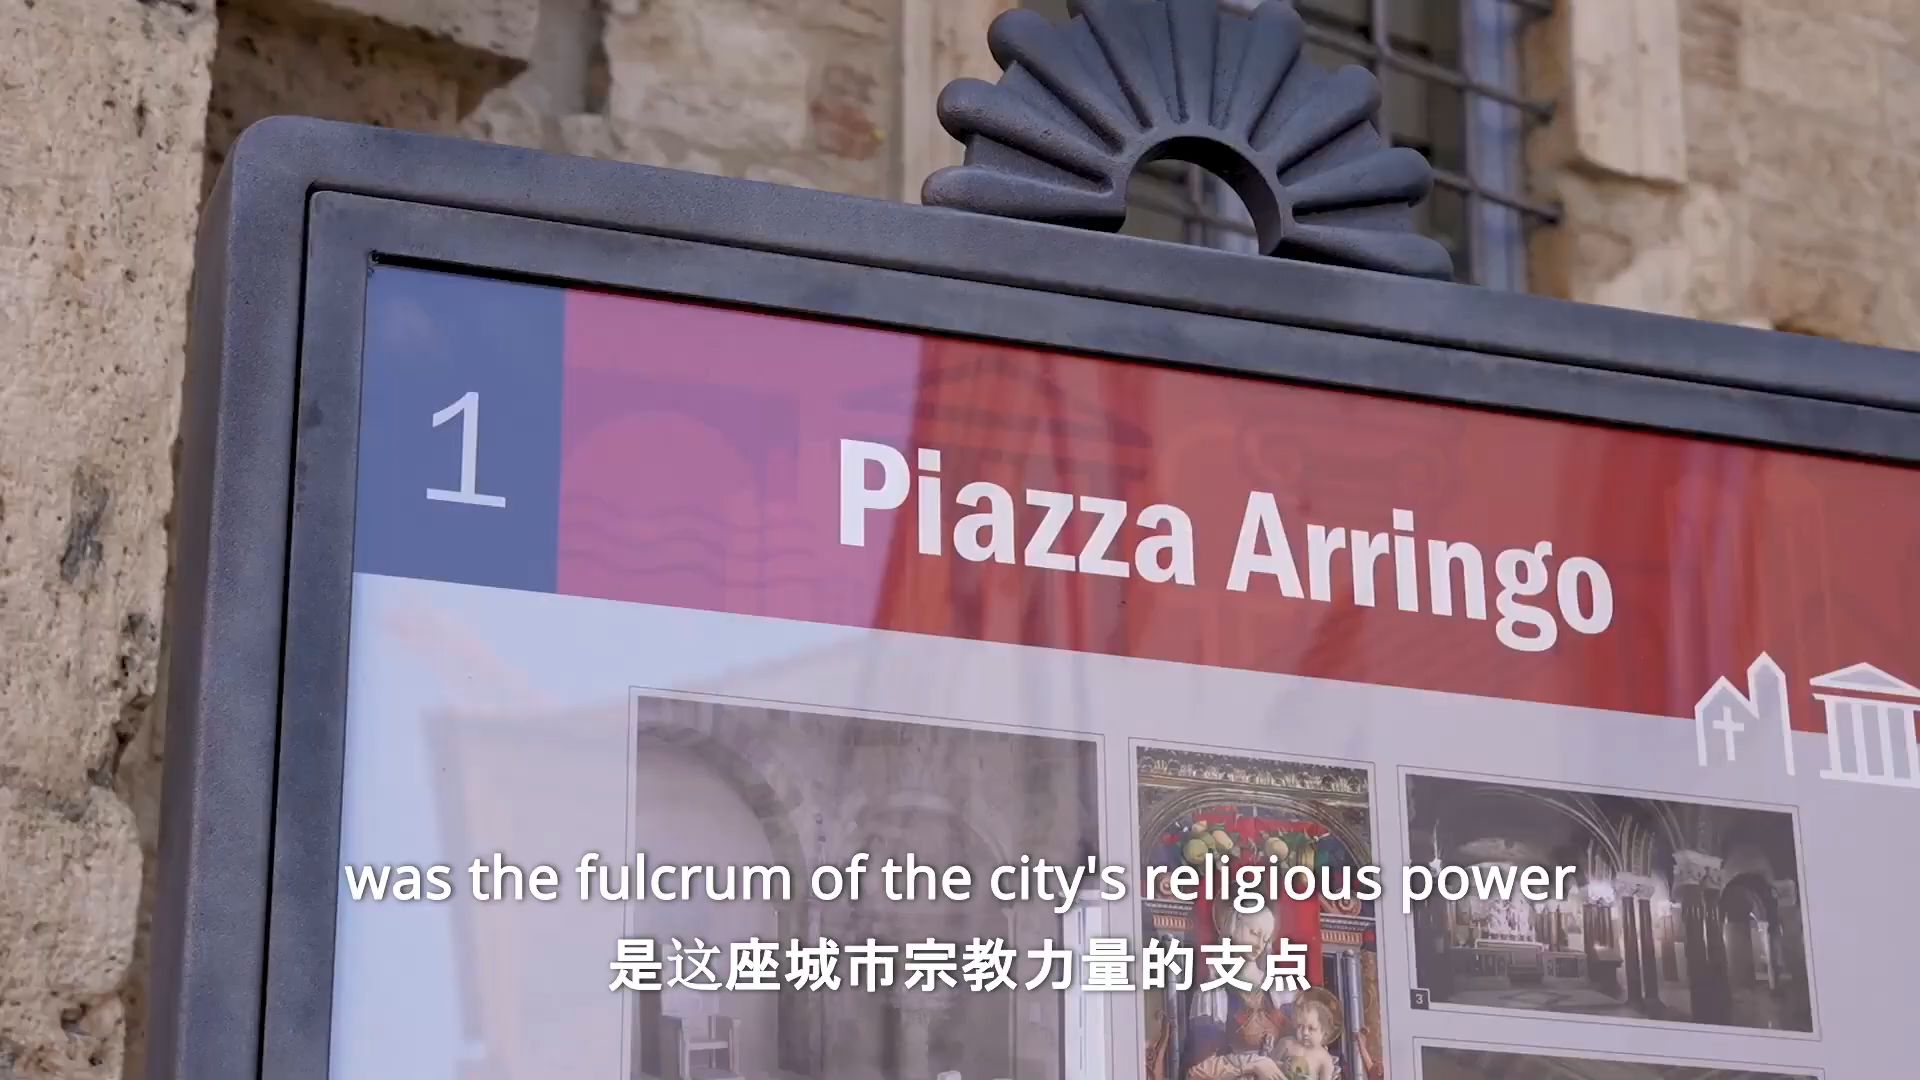 1
Piazza Arringo
3
was the fulcrum of the city's religious power
是这座城市宗教力量的支点